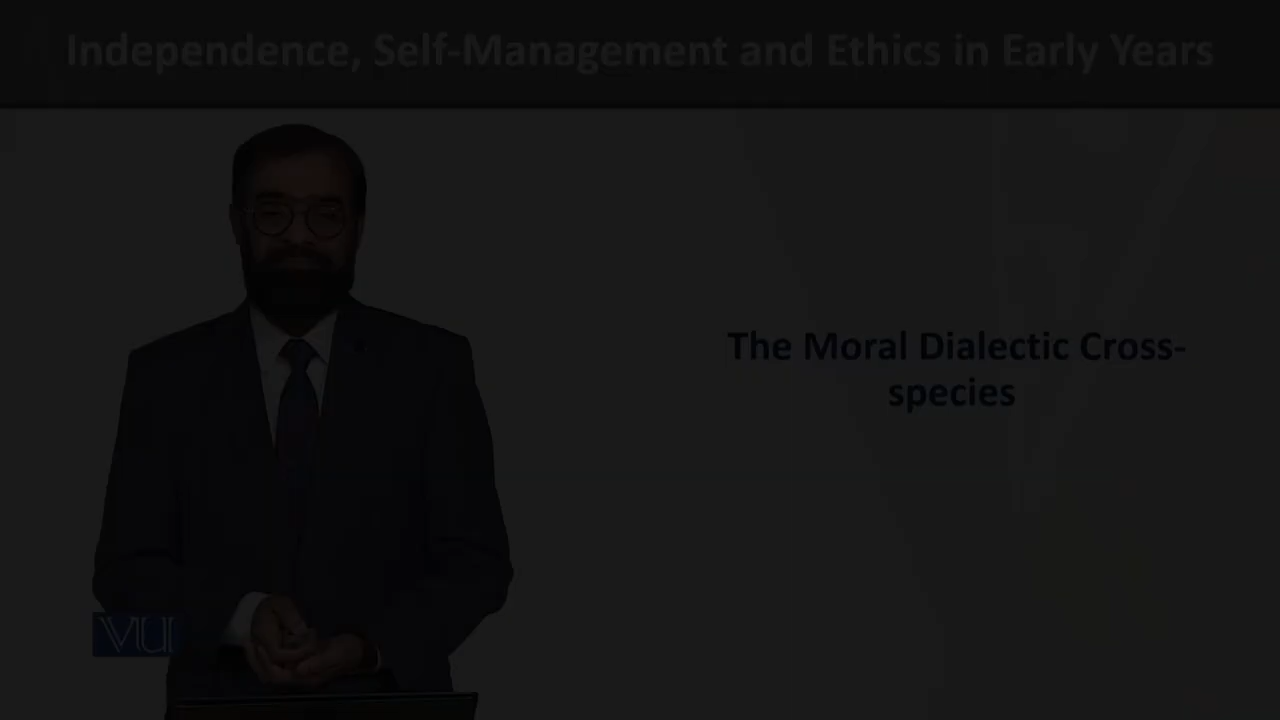 Independence, Self-Management and Ethics in Early Years
The Moral Dialectic Cross-
species
VU